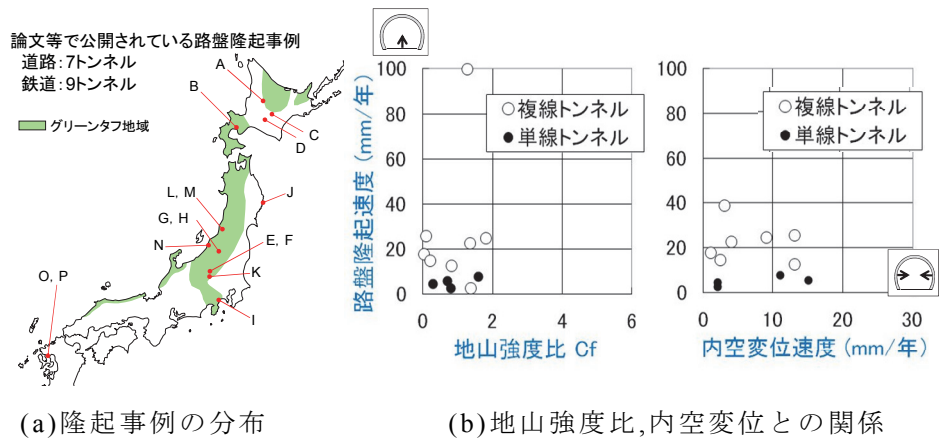 論文等で公開されている路盤隆起事例
道路：7トンネル
鉄道：9トンネル
グリーンタフ地域
A
B
C
D
L, M
J
G, H
N
E, F
K
O, P
I
(a)隆起事例の分布
路盤隆起速度 (mm/年)
100
80
60
40
20
0
0 2 4 6
地山強度比 Cf
複線トンネル
単線トンネル
100
80
60
40
20
0
0 10 20 30
内空変位速度 (mm/年)
複線トンネル
単線トンネル
(b)地山強度比,内空変位との関係